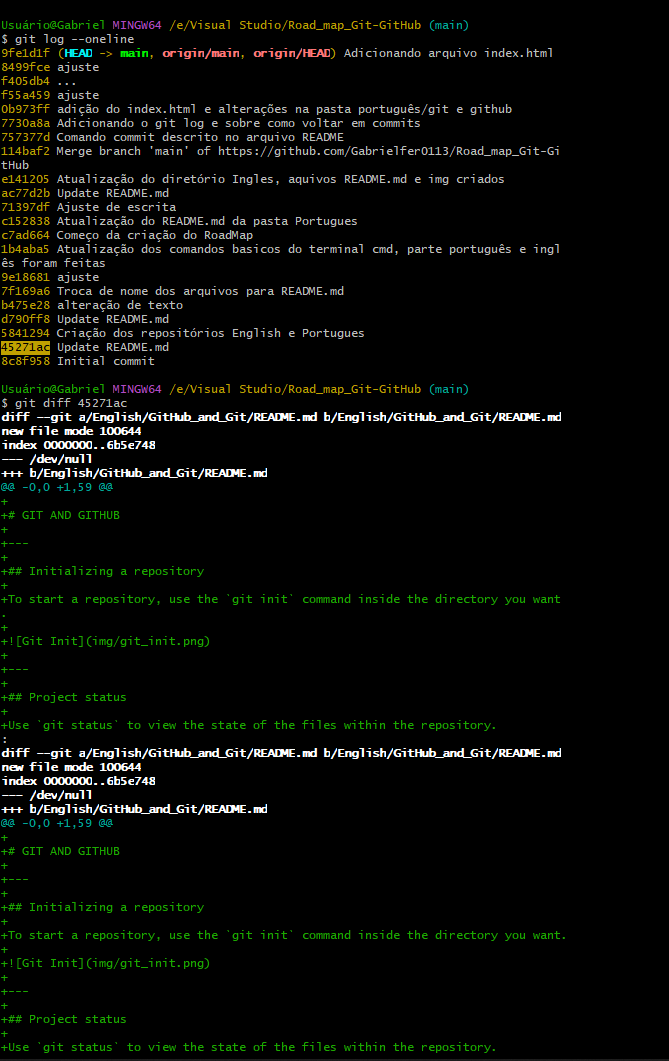 Usuário@Gabriel MINGW64 /e/Visual Studio/Road_map_Git-GitHub (main)
$ git log --oneline
9fe1d1f (HEAD -> main, origin/main, origin/HEAD) Adicionando arquivo index.html
8499fce ajuste
f405db4 ...
f55a459 ajuste
0b973ff adição do index.html e alterações na pasta português/git e github
7730a8a Adicionando o git log e sobre como voltar em commits
757377d Comando commit descrito no arquivo README
114baf2 Merge branch 'main' of https://github.com/Gabrielfer0113/Road_map_Git-Gi
tHub
e141205 Atualização do diretório Ingles, aquivos README.md e img criados
ac77d2b Update README.md
71397df Ajuste de escrita
c152838 Atualização do README.md da pasta Portugues
c7ad664 Começo da criação do RoadMap
1b4aba5 Atualização dos comandos basicos do terminal cmd, parte português e ingl
ês foram feitas
9e18681 ajuste
7f169a6 Troca de nome dos arquivos para README.md
b475e28 alteração de texto
d790ff8 Update README.md
5841294 Criação dos repositórios English e Portugues
45271ac Update README.md
8c8f958 Initial commit
Usuário@Gabriel MINGW64 /e/Visual Studio/Road_map_Git-GitHub (main)
$ git diff 45271ac
diff --git a/English/GitHub_and_Git/README.md b/English/GitHub_and_Git/README.md
new file mode 100644
index 0000000..6b5e748
--- /dev/null
+++ b/English/GitHub_and_Git/README.md
@@ -0,0 +1,59 @@
+
+# GIT AND GITHUB
+
+---
+
+## Initializing a repository
+
+To start a repository, use the `git init` command inside the directory you want
.
+
+![Git Init](img/git_init.png)
+
+---
+
+## Project status
+
+Use `git status` to view the state of the files within the repository.
:
diff --git a/English/GitHub_and_Git/README.md b/English/GitHub_and_Git/README.md
new file mode 100644
index 0000000..6b5e748
--- /dev/null
+++ b/English/GitHub_and_Git/README.md
@@ -0,0 +1,59 @@
+
+# GIT AND GITHUB
+
+---
+
+## Initializing a repository
+
+To start a repository, use the `git init` command inside the directory you want.
+
+![Git Init](img/git_init.png)
+
+---
+
+## Project status
+
+Use `git status` to view the state of the files within the repository.